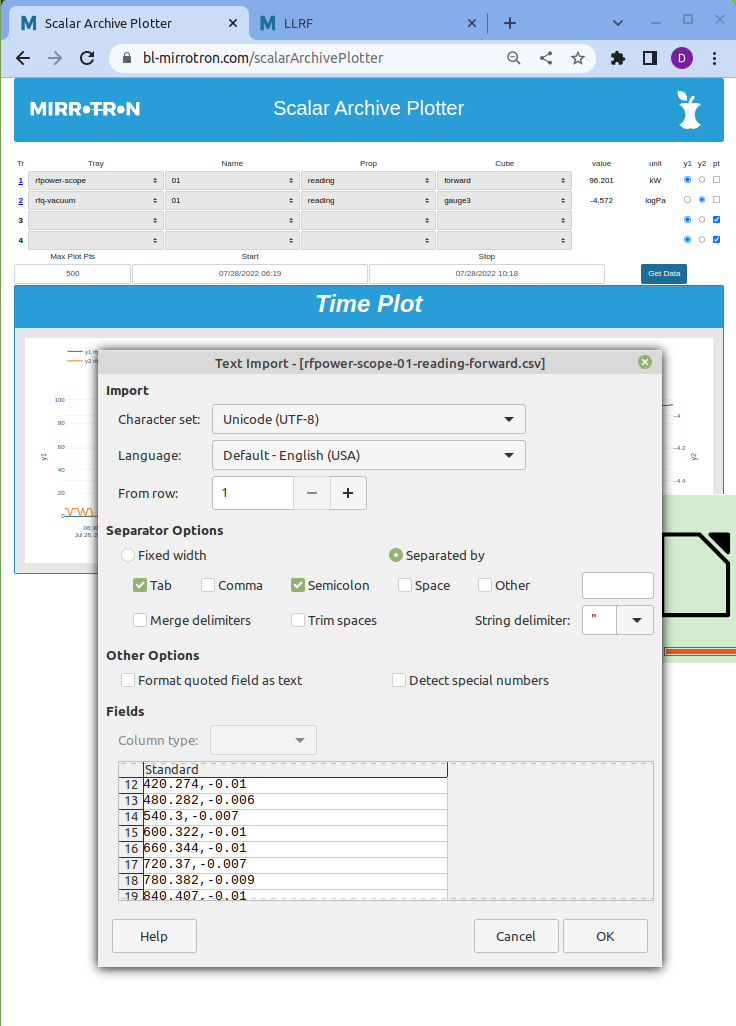 Scalar Archive Plotter
LLRF
bl-mirrotron.com/scalarArchivePlotter
D
MIRROTRON
Scalar Archive Plotter
Tr Tray Name Prop Cube value unit y1 y2 pt
1 rfpower-scope 01 reading forward 96.201 kW
2 rfq-vacuum 01 reading gauge3 -4.572 logPa
3
4
Max Plot Pts Start Stop
500 07/28/2022 06:19 07/28/2022 10:18 Get Data
Time Plot
y1
y2
100
80
60
40
20
0
y1
06:30
−4
−4.2
−4.4
y2
Text Import - [rfpower-scope-01-reading-forward.csv]
Import
Character set: Unicode (UTF-8)
Language: Default - English (USA)
From row: 1
Separator Options
Fixed width Separated by
Tab Comma Semicolon Space Other
Merge delimiters Trim spaces String delimiter: "
Other Options
Format quoted field as text Detect special numbers
Fields
Column type:
Standard
12 420.274,-0.01
13 480.282,-0.006
14 540.3,-0.007
15 600.322,-0.01
16 660.344,-0.01
17 720.37,-0.007
18 780.382,-0.009
19 840.407,-0.01
Help Cancel OK